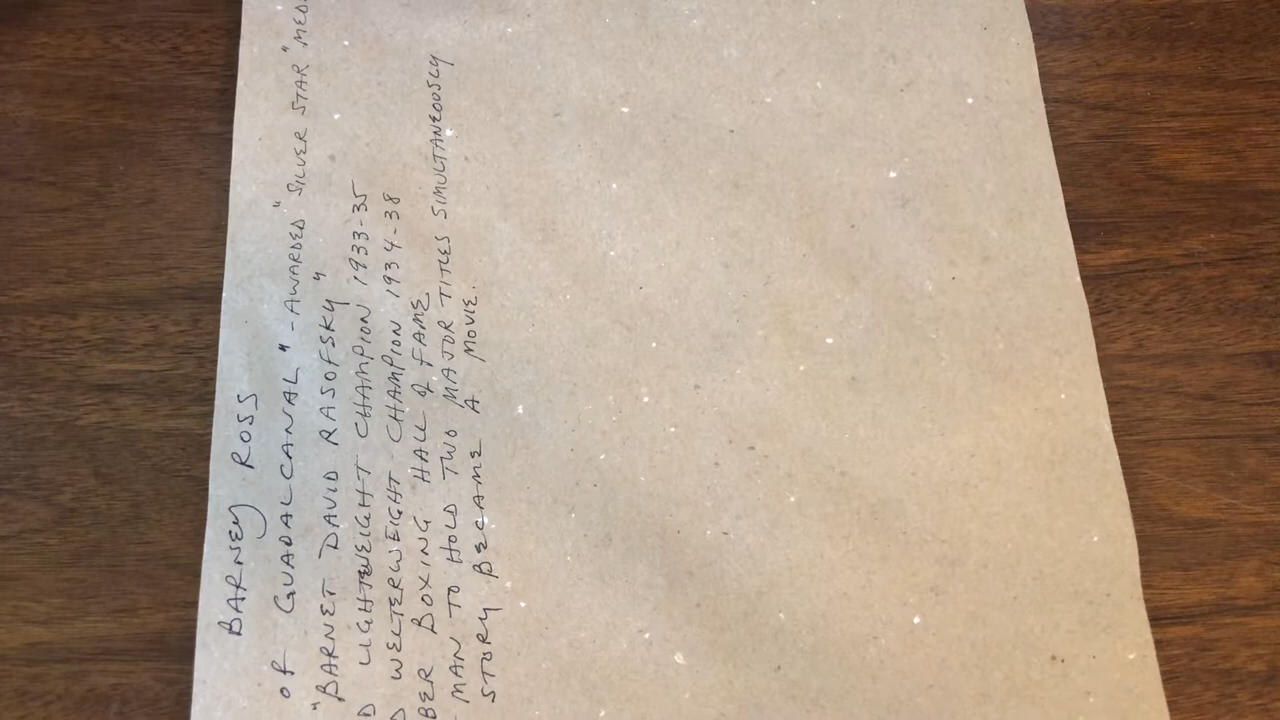 BARNEY ROSS
OF GUADALCANAL" - AWARDED "SILVER STAR" MED.
"BARNET DAVID RASOFSKY"
D LIGHTWEIGHT CHAMPION 1933-35
D WELTERWEIGHT CHAMPION 1934-38
BER BOXING HALL OF FAME
MAN TO HOLD TWO MAJOR TITLES SIMULTANEOUSLY
STORY BECAME A MOVIE.